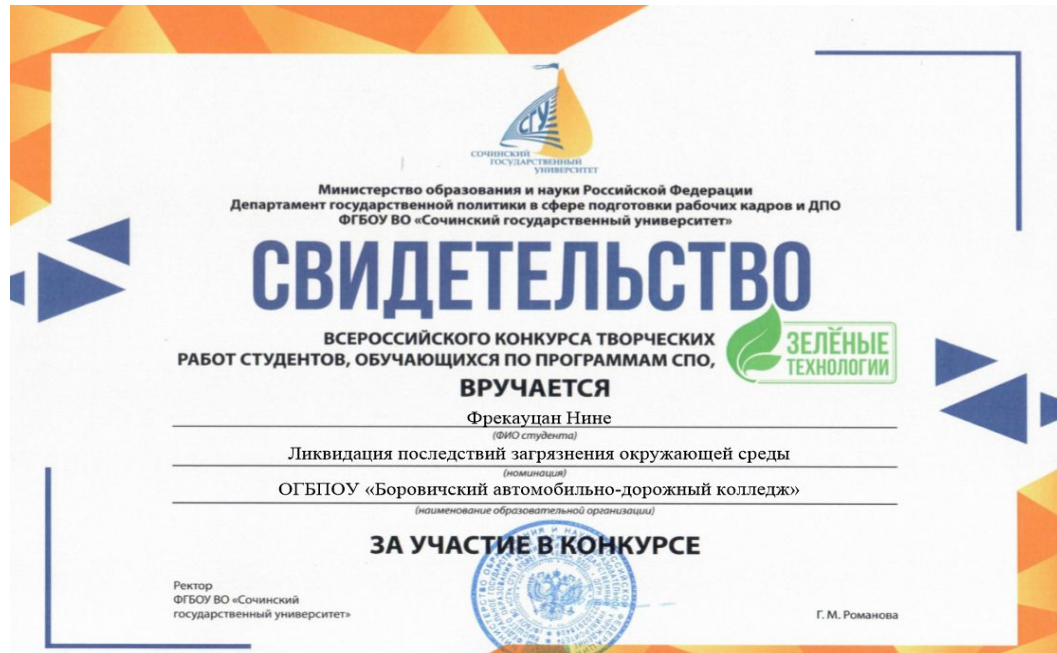 СГУ
СОЧИНСКИЙ
ГОСУДАРСТВЕННЫЙ
УНИВЕРСИТЕТ
Министерство образования и науки Российской Федерации
Департамент государственной политики в сфере подготовки рабочих кадров и ДПО
ФГБОУ ВО «Сочинский государственный университет»
СВИДЕТЕЛЬСТВО
ВСЕРОССИЙСКОГО КОНКУРСА ТВОРЧЕСКИХ
РАБОТ СТУДЕНТОВ, ОБУЧАЮЩИХСЯ ПО ПРОГРАММАМ СПО,
ЗЕЛЁНЫЕ
ТЕХНОЛОГИИ
ВРУЧАЕТСЯ
Фрекауцан Нине
(ФИО студента)
Ликвидация последствий загрязнения окружающей среды
(номинация)
ОГБПОУ «Боровичский автомобильно-дорожный колледж»
(наименование образовательной организации)
ЗА УЧАСТИЕ В КОНКУРСЕ
Ректор
ФГБОУ ВО «Сочинский
государственный университет»
Г. М. Романова